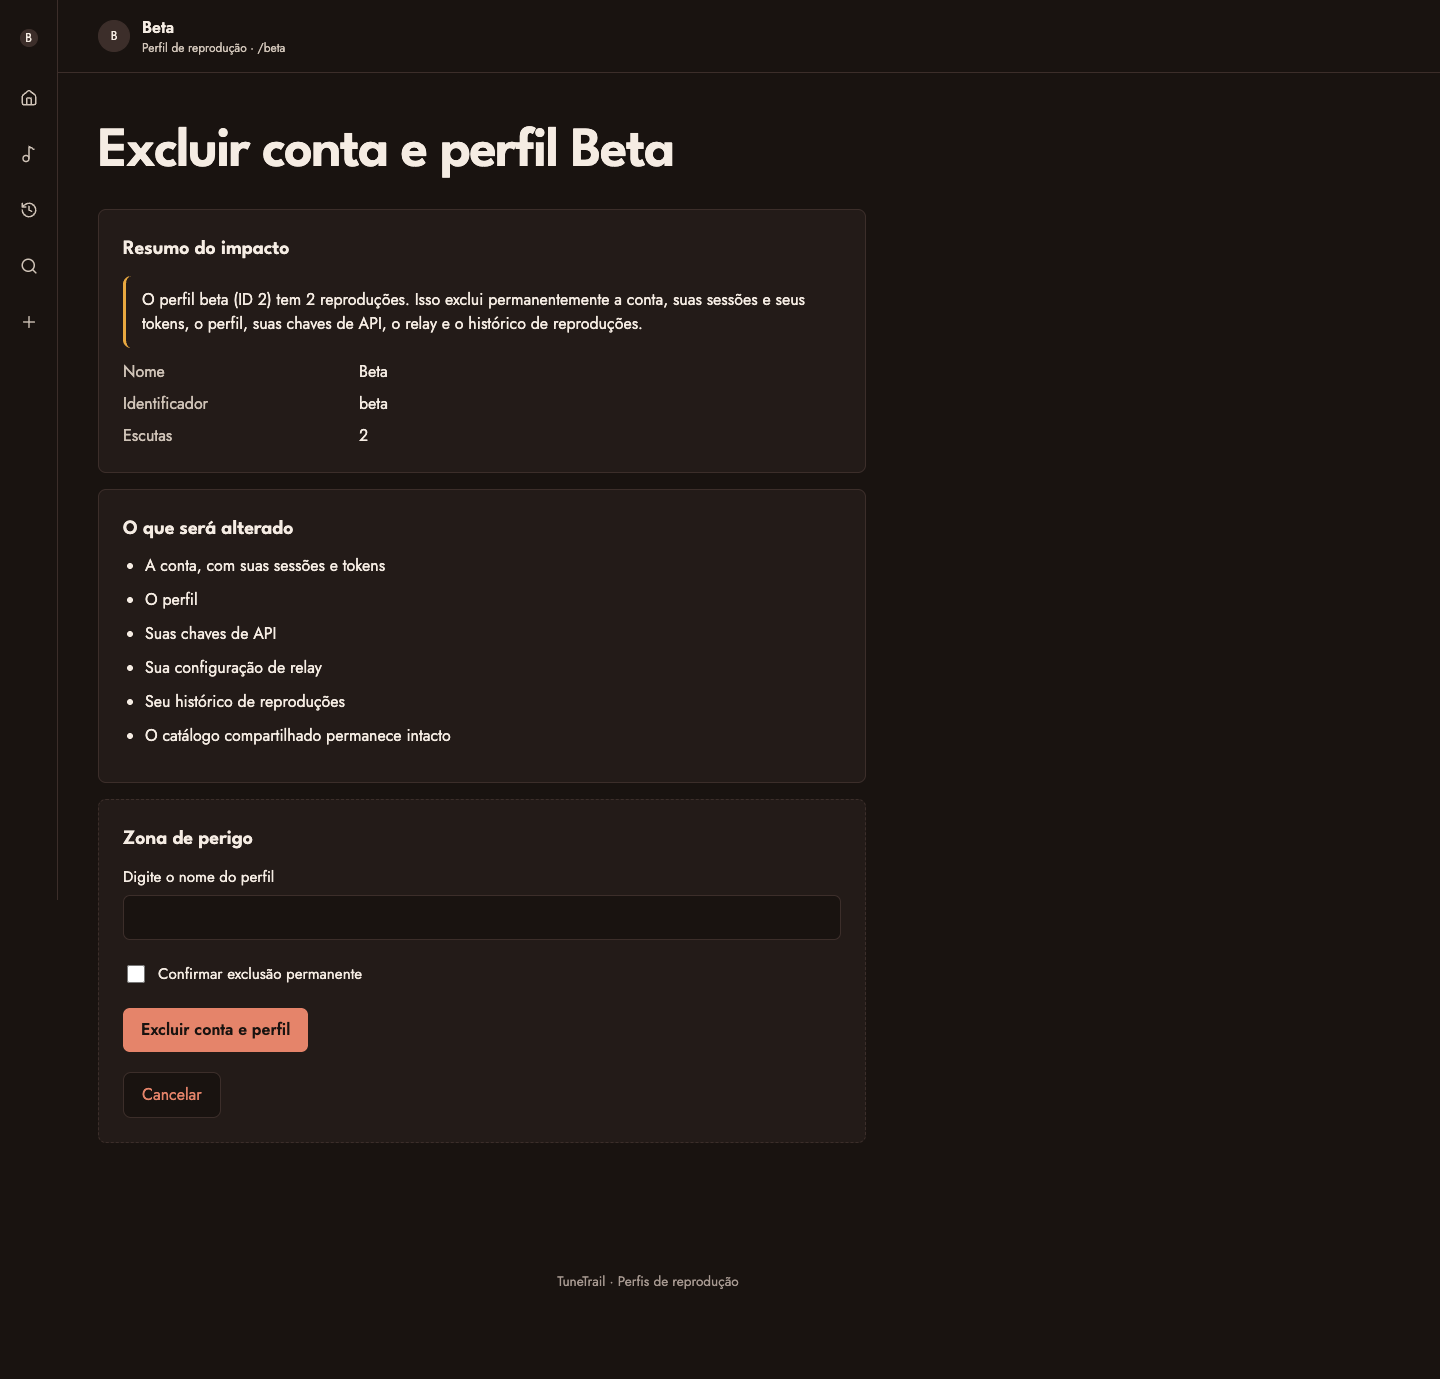 B
B
Beta
Perfil de reprodução · /beta
Excluir conta e perfil Beta
Resumo do impacto
O perfil beta (ID 2) tem 2 reproduções. Isso exclui permanentemente a conta, suas sessões e seus
tokens, o perfil, suas chaves de API, o relay e o histórico de reproduções.
Nome Beta
Identificador beta
Escutas 2
O que será alterado
A conta, com suas sessões e tokens
O perfil
Suas chaves de API
Sua configuração de relay
Seu histórico de reproduções
O catálogo compartilhado permanece intacto
Zona de perigo
Digite o nome do perfil
Confirmar exclusão permanente
Excluir conta e perfil
Cancelar
TuneTrail · Perfis de reprodução